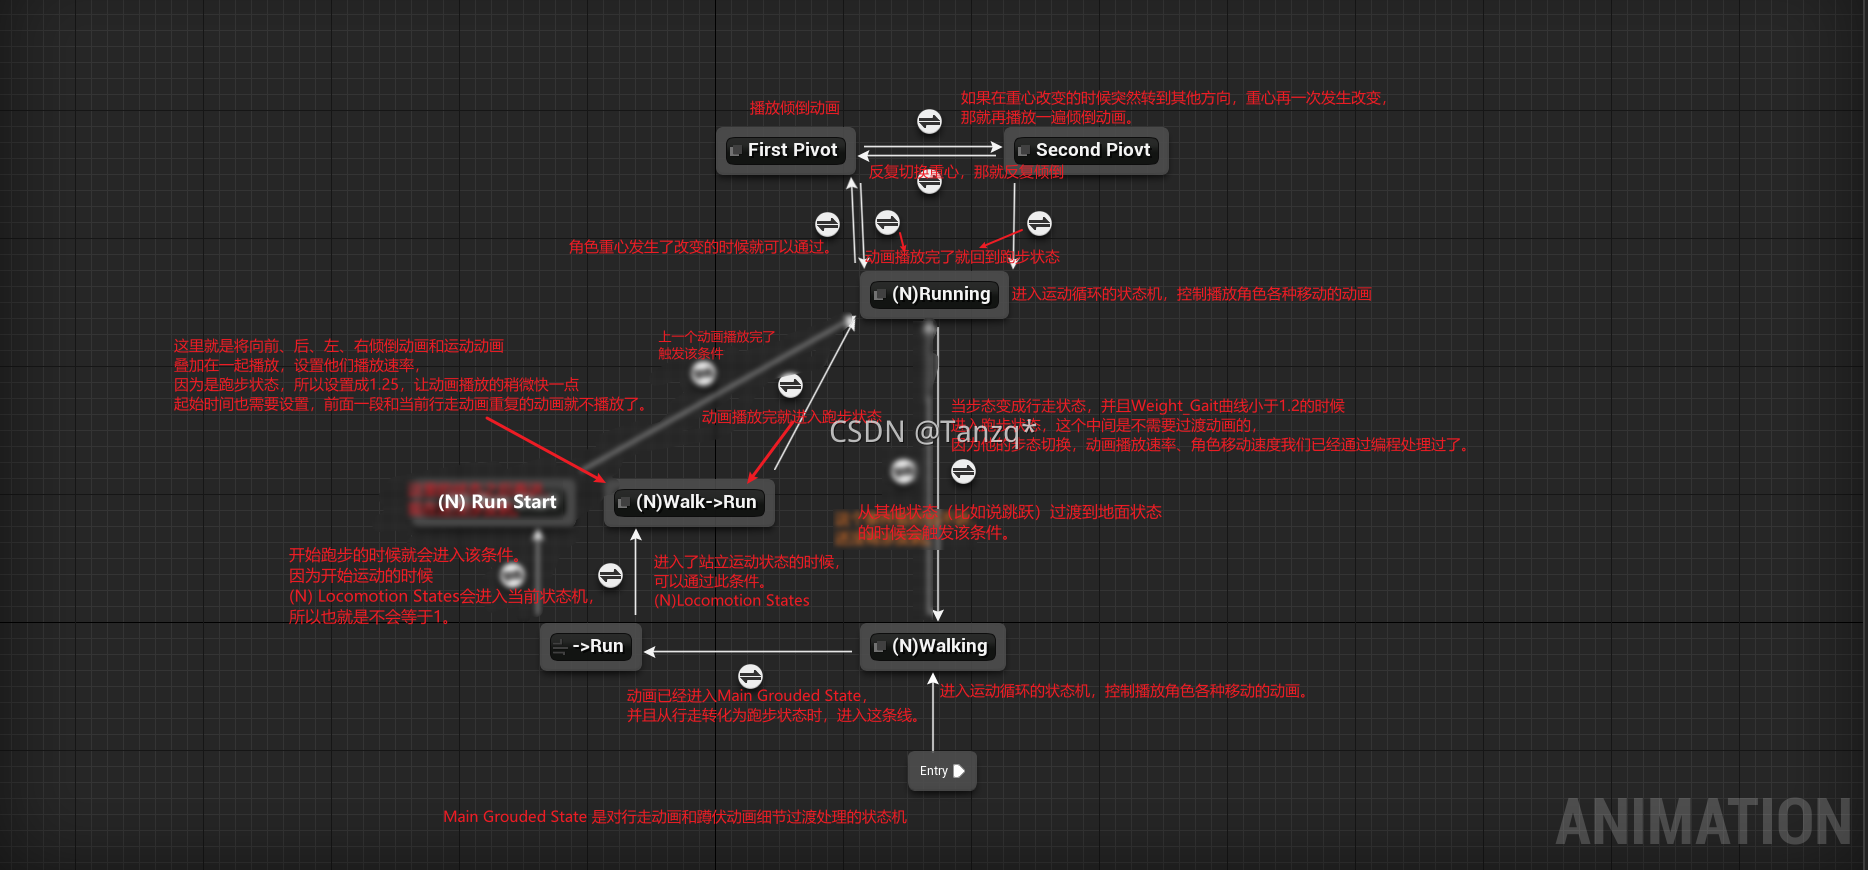 播放倾倒动画
如果在重心改变的时候突然转到其他方向，重心再一次发生改变，
那就再播放一遍倾倒动画。
First Pivot
Second Piovt
反复切换重心，那就反复倾倒
角色重心发生了改变的时候就可以通过。
动画播放完了就回到跑步状态
(N)Running
进入运动循环的状态机，控制播放角色各种移动的动画
上一个动画播放完了
触发该条件
这里就是将向前、后、左、右倾倒动画和运动动画
叠加在一起播放，设置他们播放速率，
因为是跑步状态，所以设置成1.25，让动画播放的稍微快一点
起始时间也需要设置，前面一段和当前行走动画重复的动画就不播放了。
动画播放完就进入跑步状态
CSDN @Tanzq*
当步态变成行走状态，并且Weight_Gait曲线小于1.2的时候
进入跑步状态，这个中间是不需要过渡动画的，
因为他的步态切换，动画播放速率、角色移动速度我们已经通过编程处理过了。
(N) Run Start
(N)Walk->Run
从其他状态（比如说跳跃）过渡到地面状态
的时候会触发该条件。
开始跑步的时候就会进入该条件。
因为开始运动的时候
(N) Locomotion States会进入当前状态机，
所以也就是不会等于1。
进入了站立运动状态的时候，
可以通过此条件。
(N)Locomotion States
->Run
(N)Walking
动画已经进入Main Grouded State，
并且从行走转化为跑步状态时，进入这条线。
进入运动循环的状态机，控制播放角色各种移动的动画。
Entry
Main Grouded State 是对行走动画和蹲伏动画细节过渡处理的状态机
ANIMATION